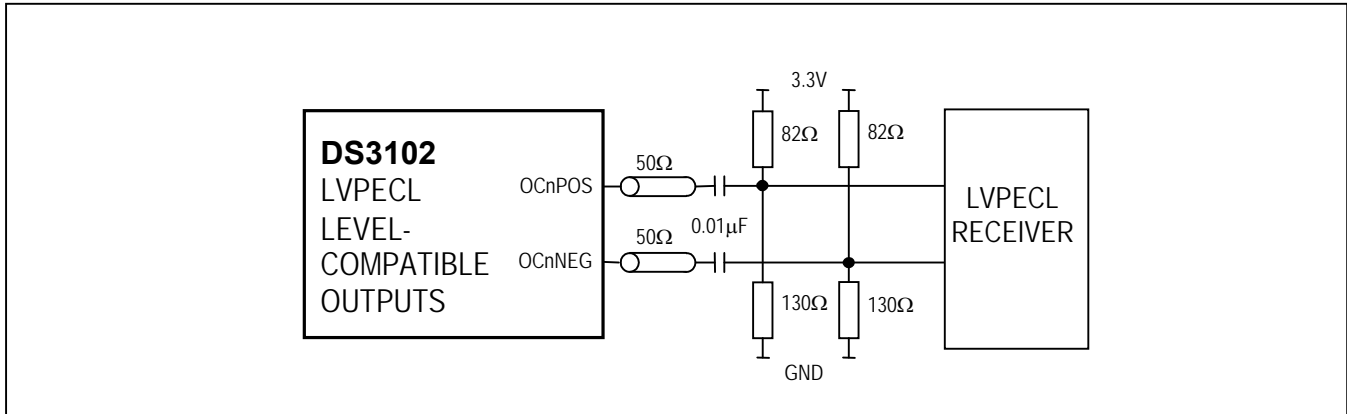 3.3V
82Ω
82Ω
DS3102
LVPECL
LEVEL-
COMPATIBLE
OUTPUTS
OCnPOS
50Ω
0.01µF
OCnNEG
50Ω
130Ω
130Ω
GND
LVPECL
RECEIVER